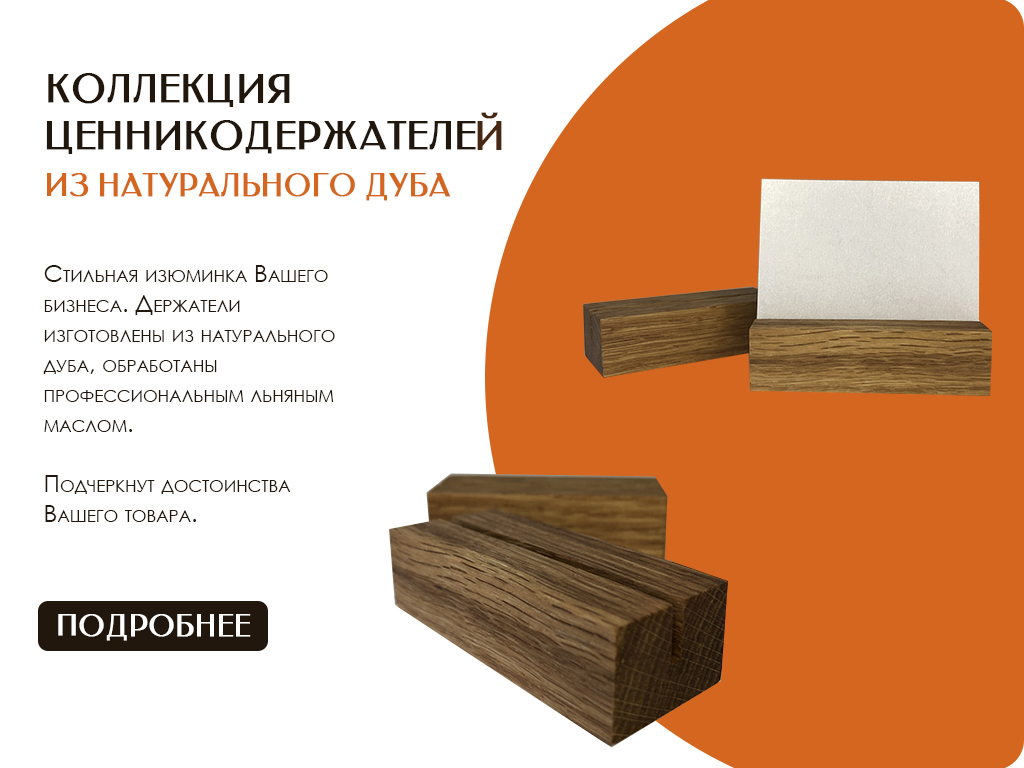 КОЛЛЕКЦИЯ
ЦЕННИКОДЕРЖАТЕЛЕЙ
ИЗ НАТУРАЛЬНОГО ДУБА
Стильная изюминка Вашего
бизнеса. Держатели
изготовлены из натурального
дуба, обработаны
профессиональным льняным
маслом.
Подчеркнут достоинства
Вашего товара.
ПОДРОБНЕЕ